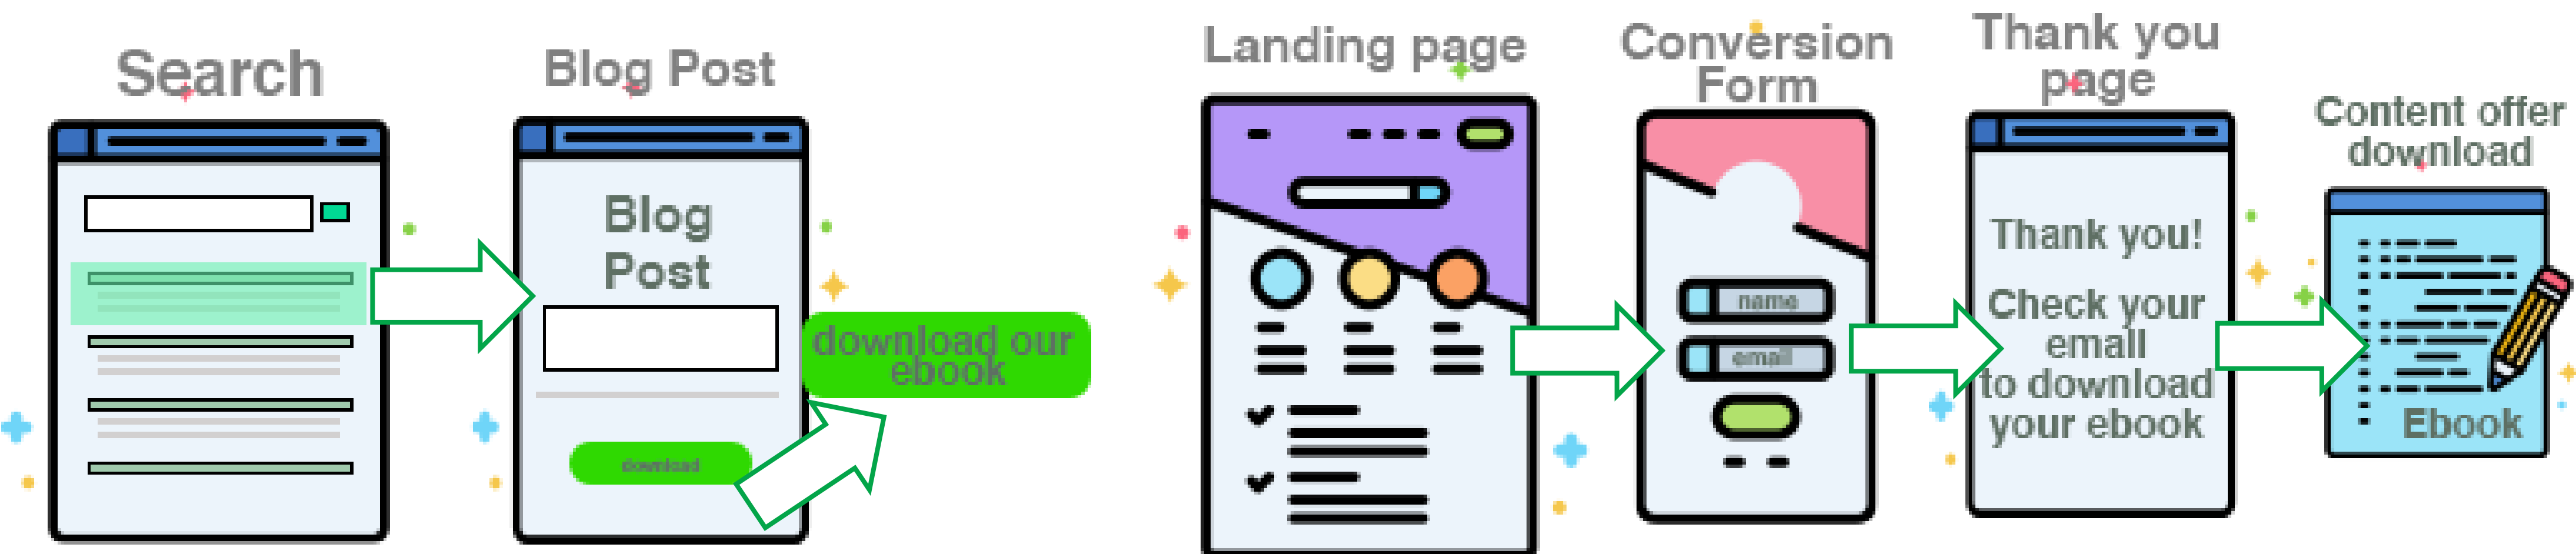 Search
Blog Post
Blog
Post
download
download our
ebook
Landing page
Conversion
Form
name
email
Thank you
page
Thank you!
Check your
email
to download
your ebook
Content offer
download
Ebook